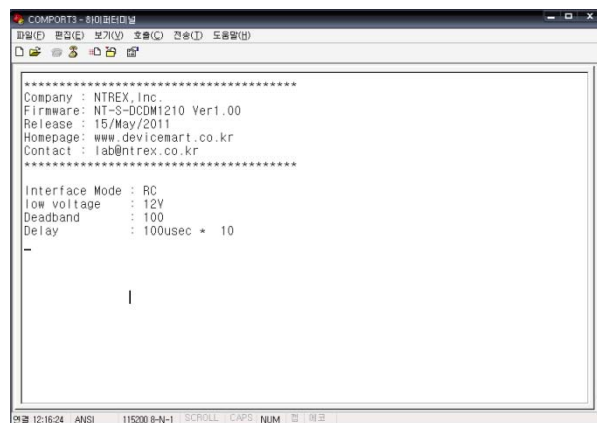 COMPORT3 - 하이퍼터미널
파일(F) 편집(E) 보기(V) 호출(C) 전송(T) 도움말(H)
***************************************
Company : NTREX,Inc.
Firmware: NT-S-DCDM1210 Ver1.00
Release : 15/May/2011
Homepage: www.devicemart.co.kr
Contact : lab@ntrex.co.kr
***************************************
Interface Mode : RC
low voltage : 12V
Deadband : 100
Delay : 100usec * 10
연결 12:16:24 ANSI 115200 8-N-1 SCROLL CAPS NUM 캡 에코